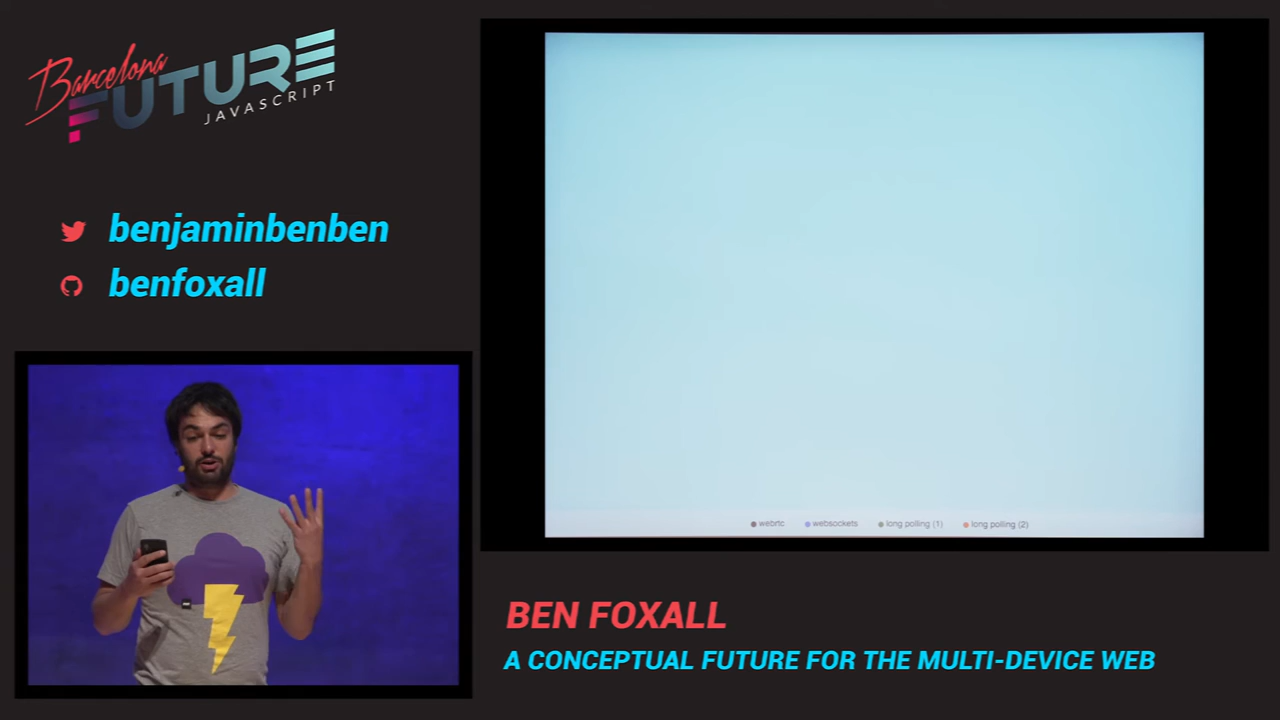 Barcelona
FUTURE
JAVASCRIPT
benjaminbenben
benfoxall
webrtc websockets long polling (1) long polling (2)
BEN FOXALL
A CONCEPTUAL FUTURE FOR THE MULTI-DEVICE WEB